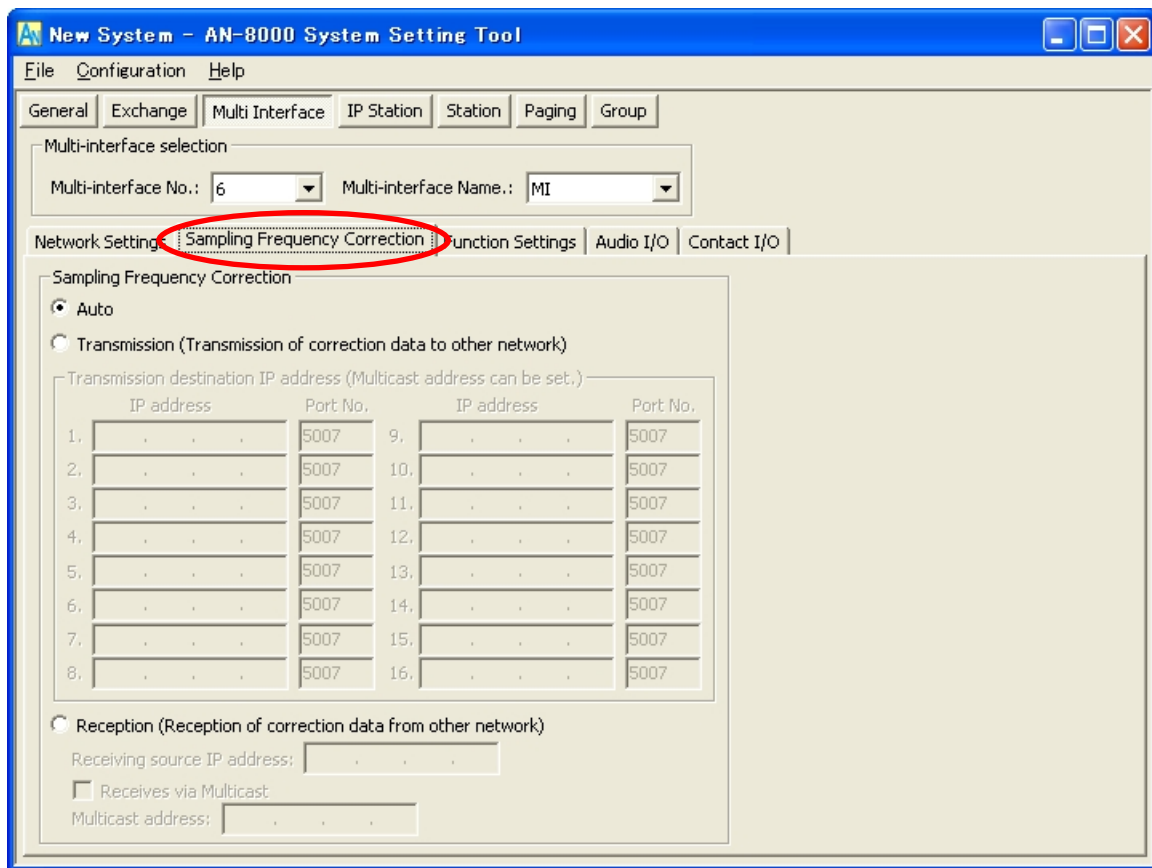 New System - AN-8000 System Setting Tool
File Configuration Help
General Exchange Multi Interface IP Station Station Paging Group
Multi-interface selection
Multi-interface No.: 6 Multi-interface Name.: MI
Network Settings Sampling Frequency Correction Function Settings Audio I/O Contact I/O
Sampling Frequency Correction
Auto
Transmission (Transmission of correction data to other network)
Transmission destination IP address (Multicast address can be set.)
IP address Port No. IP address Port No.
1. . . . 5007 9. . . . 5007
2. . . . 5007 10. . . . 5007
3. . . . 5007 11. . . . 5007
4. . . . 5007 12. . . . 5007
5. . . . 5007 13. . . . 5007
6. . . . 5007 14. . . . 5007
7. . . . 5007 15. . . . 5007
8. . . . 5007 16. . . . 5007
Reception (Reception of correction data from other network)
Receiving source IP address: . . .
Receives via Multicast
Multicast address: . . .